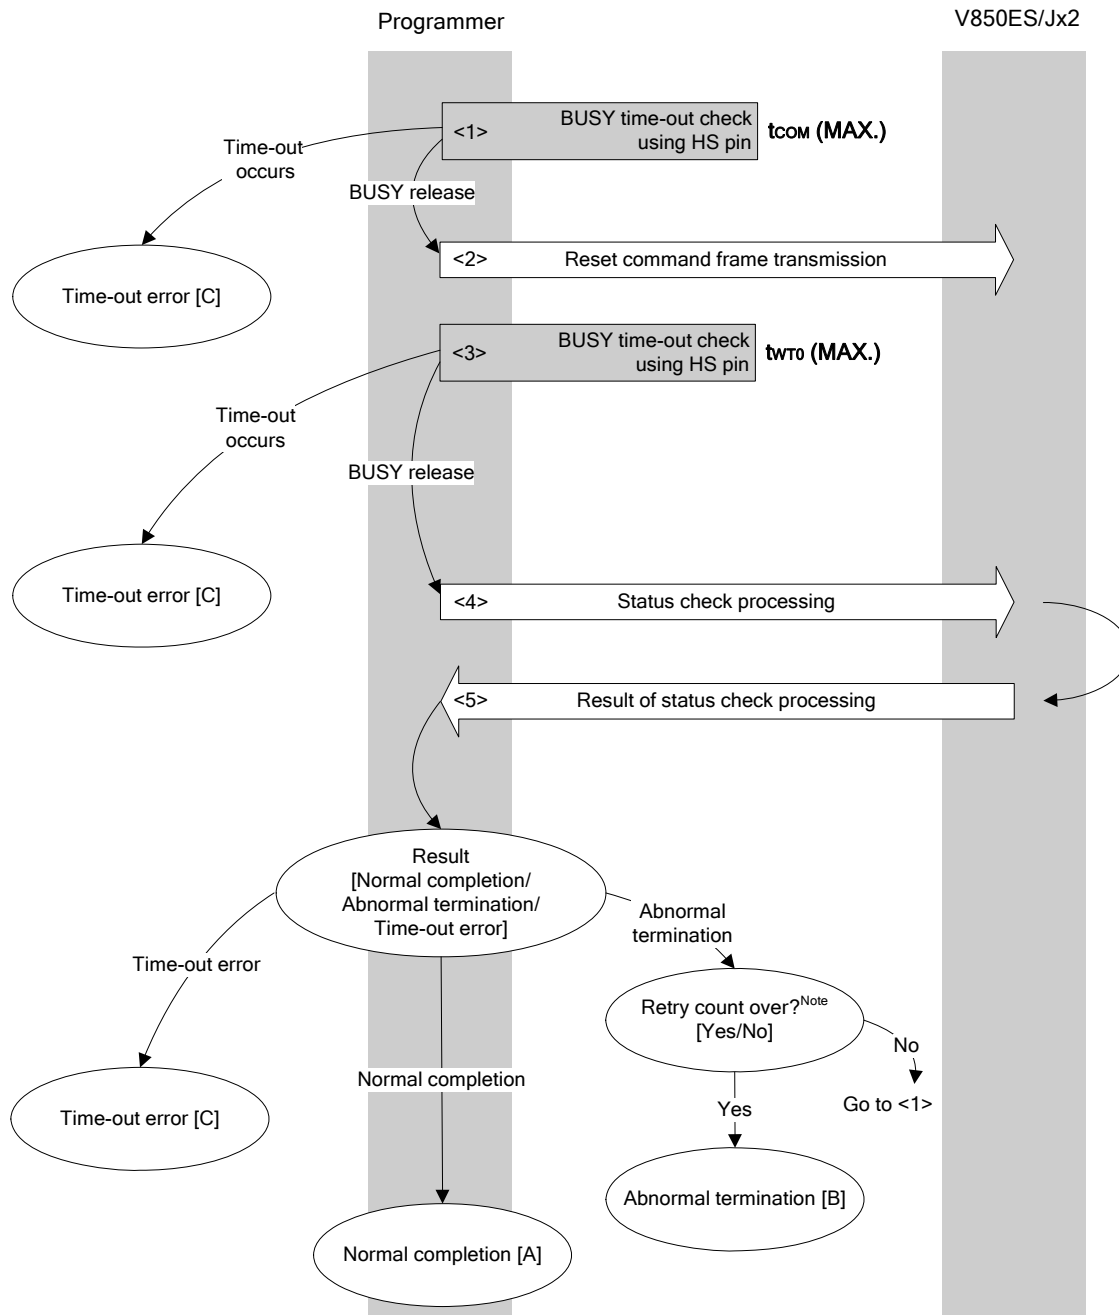 Programmer
V850ES/Jx2
<1>
BUSY time-out check
using HS pin
tCOM (MAX.)
Time-out
occurs
BUSY release
<2>
Reset command frame transmission
Time-out error [C]
<3>
BUSY time-out check
using HS pin
tWT0 (MAX.)
Time-out
occurs
BUSY release
Time-out error [C]
<4>
Status check processing
<5>
Result of status check processing
Result
[Normal completion/
Abnormal termination/
Time-out error]
Abnormal
termination
Time-out error
Retry count over?Note
[Yes/No]
No
Go to <1>
Normal completion
Yes
Time-out error [C]
Abnormal termination [B]
Normal completion [A]